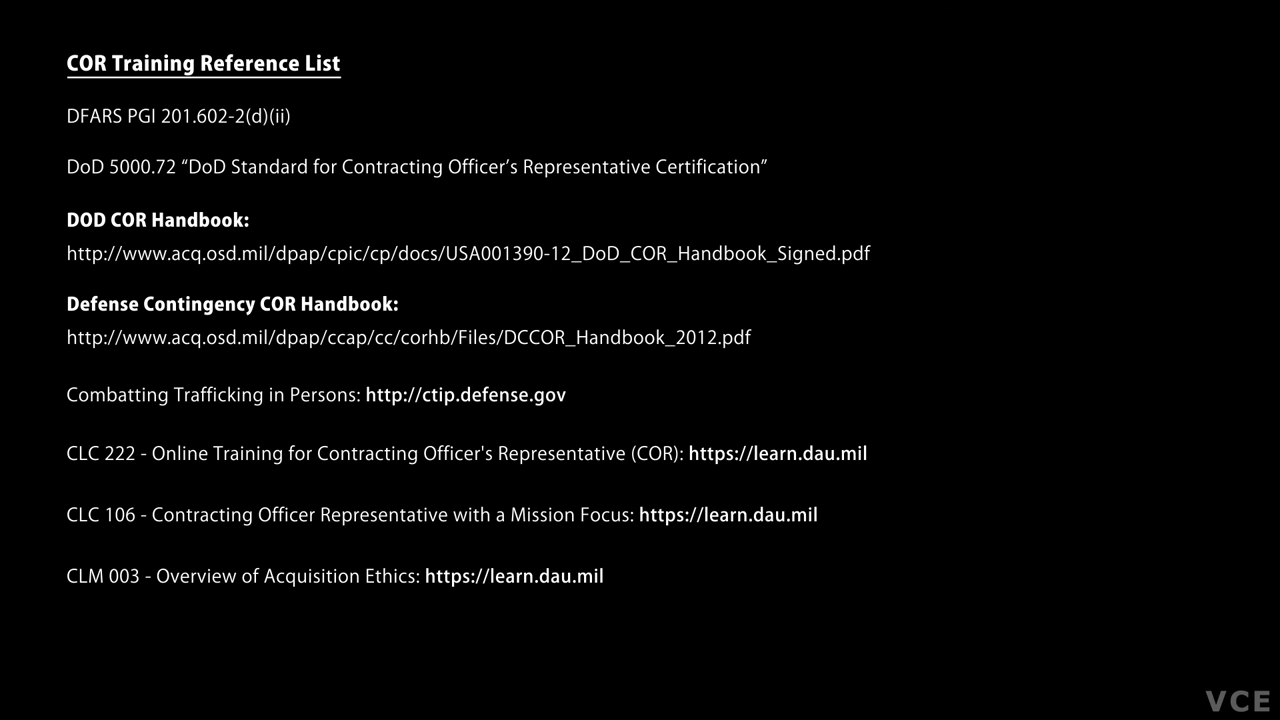 COR Training Reference List
DFARS PGI 201.602-2(d)(ii)
DoD 5000.72 “DoD Standard for Contracting Officer’s Representative Certification”
DOD COR Handbook:
http://www.acq.osd.mil/dpap/cpic/cp/docs/USA001390-12_DoD_COR_Handbook_Signed.pdf
Defense Contingency COR Handbook:
http://www.acq.osd.mil/dpap/ccap/cc/corhb/Files/DCCOR_Handbook_2012.pdf
Combatting Trafficking in Persons: http://ctip.defense.gov
CLC 222 - Online Training for Contracting Officer's Representative (COR): https://learn.dau.mil
CLC 106 - Contracting Officer Representative with a Mission Focus: https://learn.dau.mil
CLM 003 - Overview of Acquisition Ethics: https://learn.dau.mil
VCE